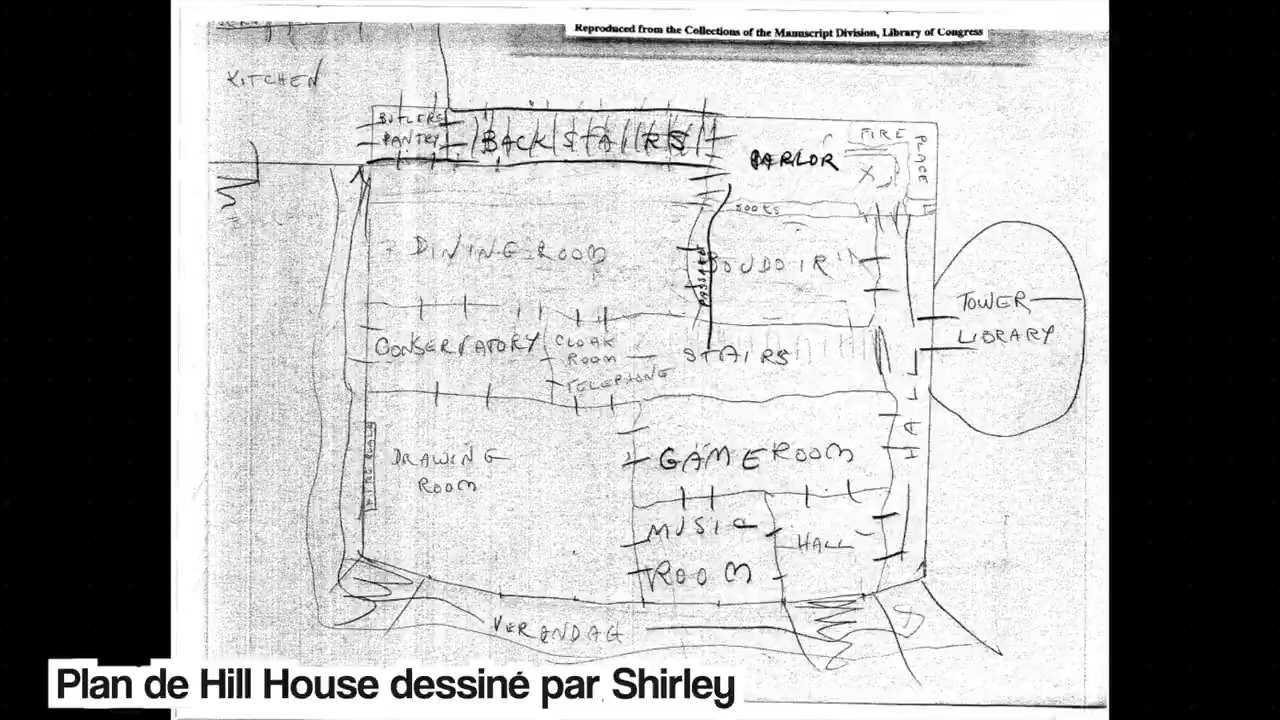 Reproduced from the Collections of the Manuscript Division, Library of Congress
KITCHEN
BUTLERS
PANTRY
BACK STAIRS
PARLOR
FIRE
PLACE
X
BOOKS
DINING ROOM
PASSAGE
BOUDOIR
TOWER
LIBRARY
CONSERVATORY
CLOAK
ROOM
TELEPHONE
STAIRS
HALL
DRAWING
ROOM
GAME ROOM
MUSIC
ROOM
HALL
VERANDAH
Plan de Hill House dessiné par Shirley